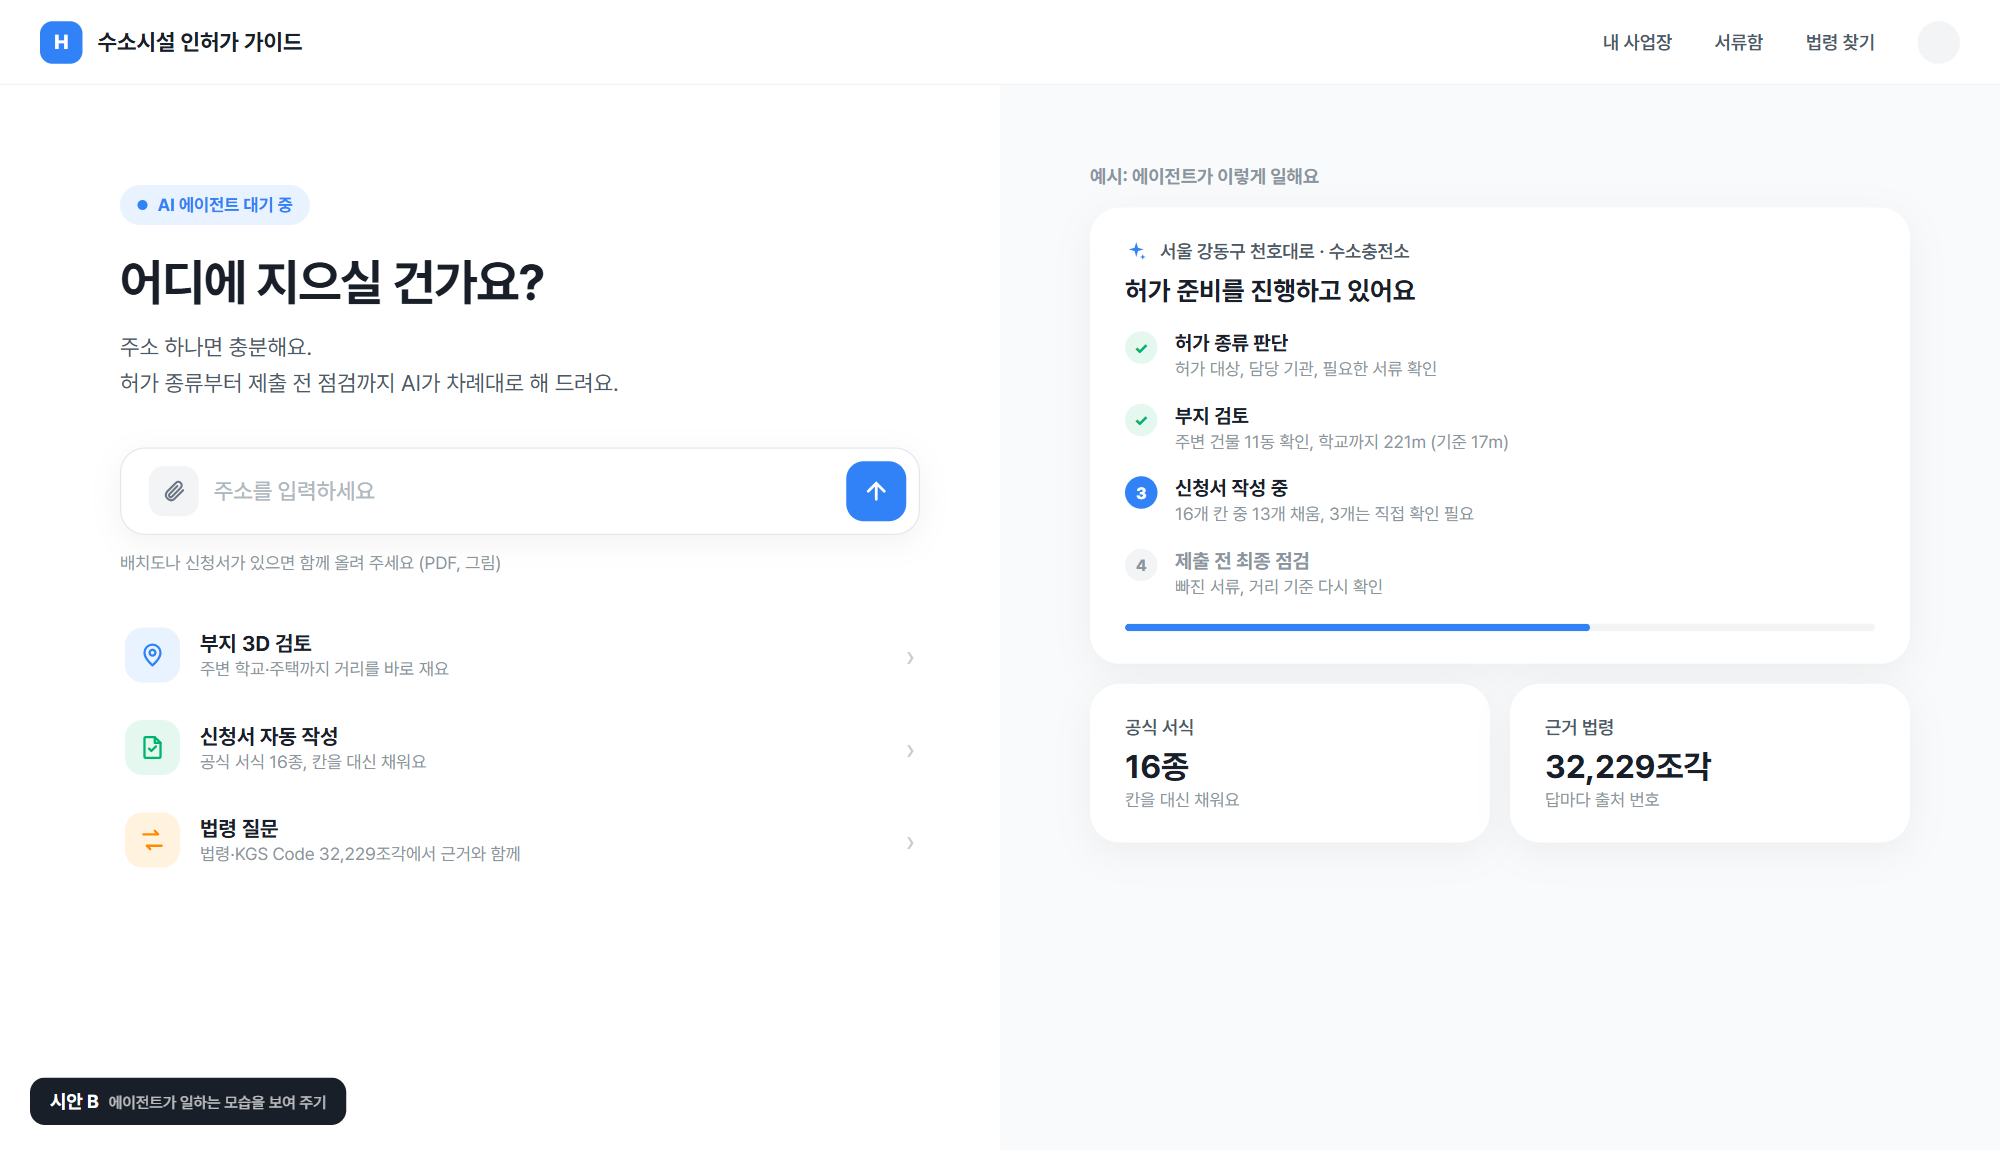 H 수소시설 인허가 가이드
내 사업장 서류함 법령 찾기
AI 에이전트 대기 중
어디에 지으실 건가요?
주소 하나면 충분해요.
허가 종류부터 제출 전 점검까지 AI가 차례대로 해 드려요.
주소를 입력하세요
배치도나 신청서가 있으면 함께 올려 주세요 (PDF, 그림)
부지 3D 검토
주변 학교·주택까지 거리를 바로 재요
신청서 자동 작성
공식 서식 16종, 칸을 대신 채워요
법령 질문
법령·KGS Code 32,229조각에서 근거와 함께
시안 B 에이전트가 일하는 모습을 보여 주기
예시: 에이전트가 이렇게 일해요
서울 강동구 천호대로 · 수소충전소
허가 준비를 진행하고 있어요
허가 종류 판단
허가 대상, 담당 기관, 필요한 서류 확인
부지 검토
주변 건물 11동 확인, 학교까지 221m (기준 17m)
3 신청서 작성 중
16개 칸 중 13개 채움, 3개는 직접 확인 필요
4 제출 전 최종 점검
빠진 서류, 거리 기준 다시 확인
공식 서식
16종
칸을 대신 채워요
근거 법령
32,229조각
답마다 출처 번호